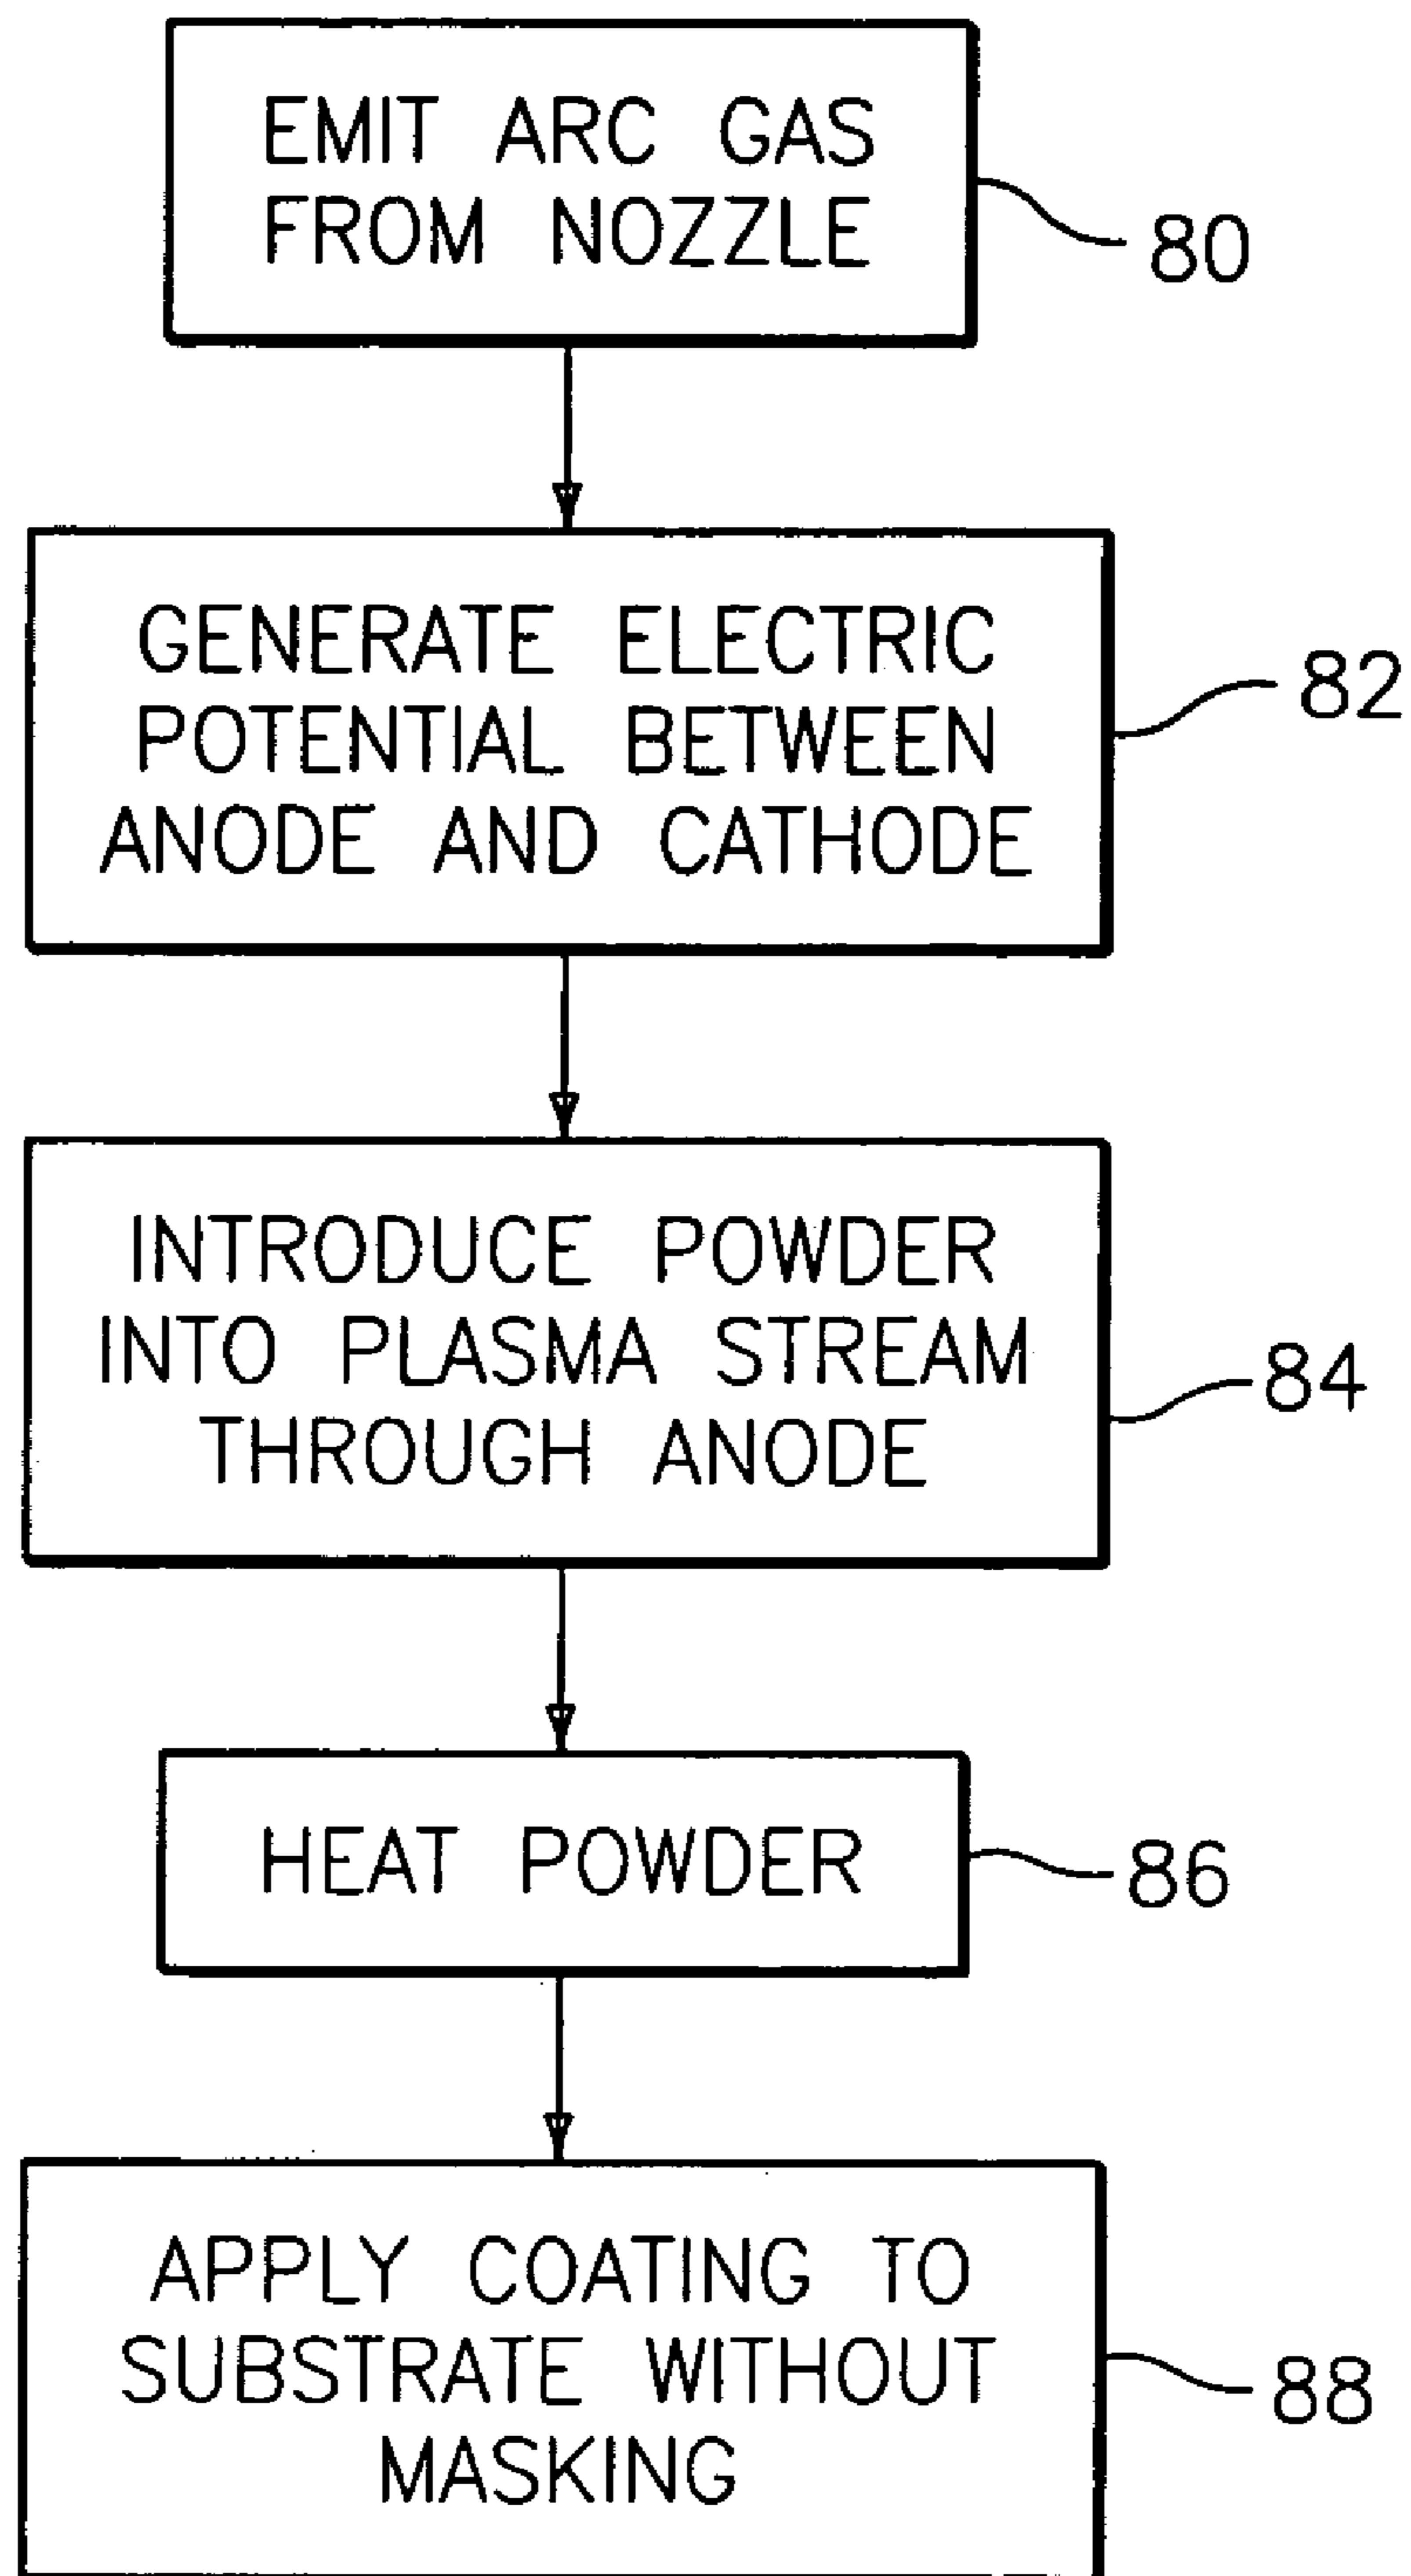 EMIT ARC GAS
FROM NOZZLE
80
GENERATE ELECTRIC
POTENTIAL BETWEEN
ANODE AND CATHODE
82
INTRODUCE POWDER
INTO PLASMA STREAM
THROUGH ANODE
84
HEAT POWDER
86
APPLY COATING TO
SUBSTRATE WITHOUT
MASKING
88